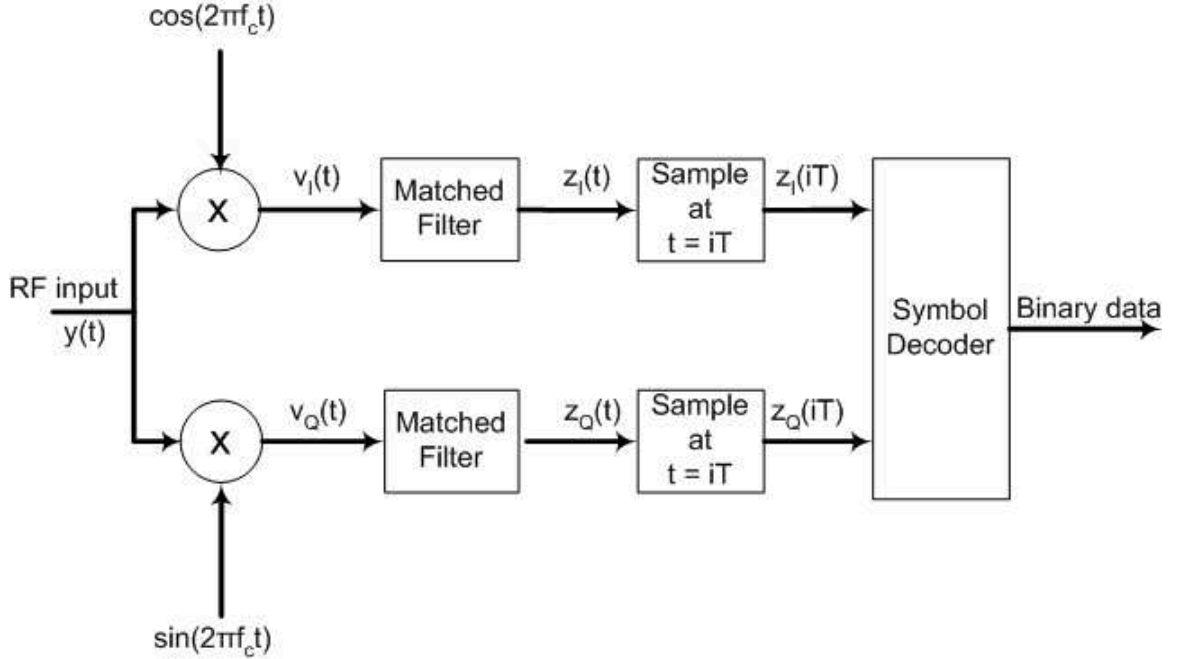 cos(2πf_ct)
v_I(t)
Matched
Filter
z_I(t)
Sample
at
t = iT
z_I(iT)
X
RF input
y(t)
Symbol
Decoder
Binary data
X
v_Q(t)
Matched
Filter
z_Q(t)
Sample
at
t = iT
z_Q(iT)
sin(2πf_ct)